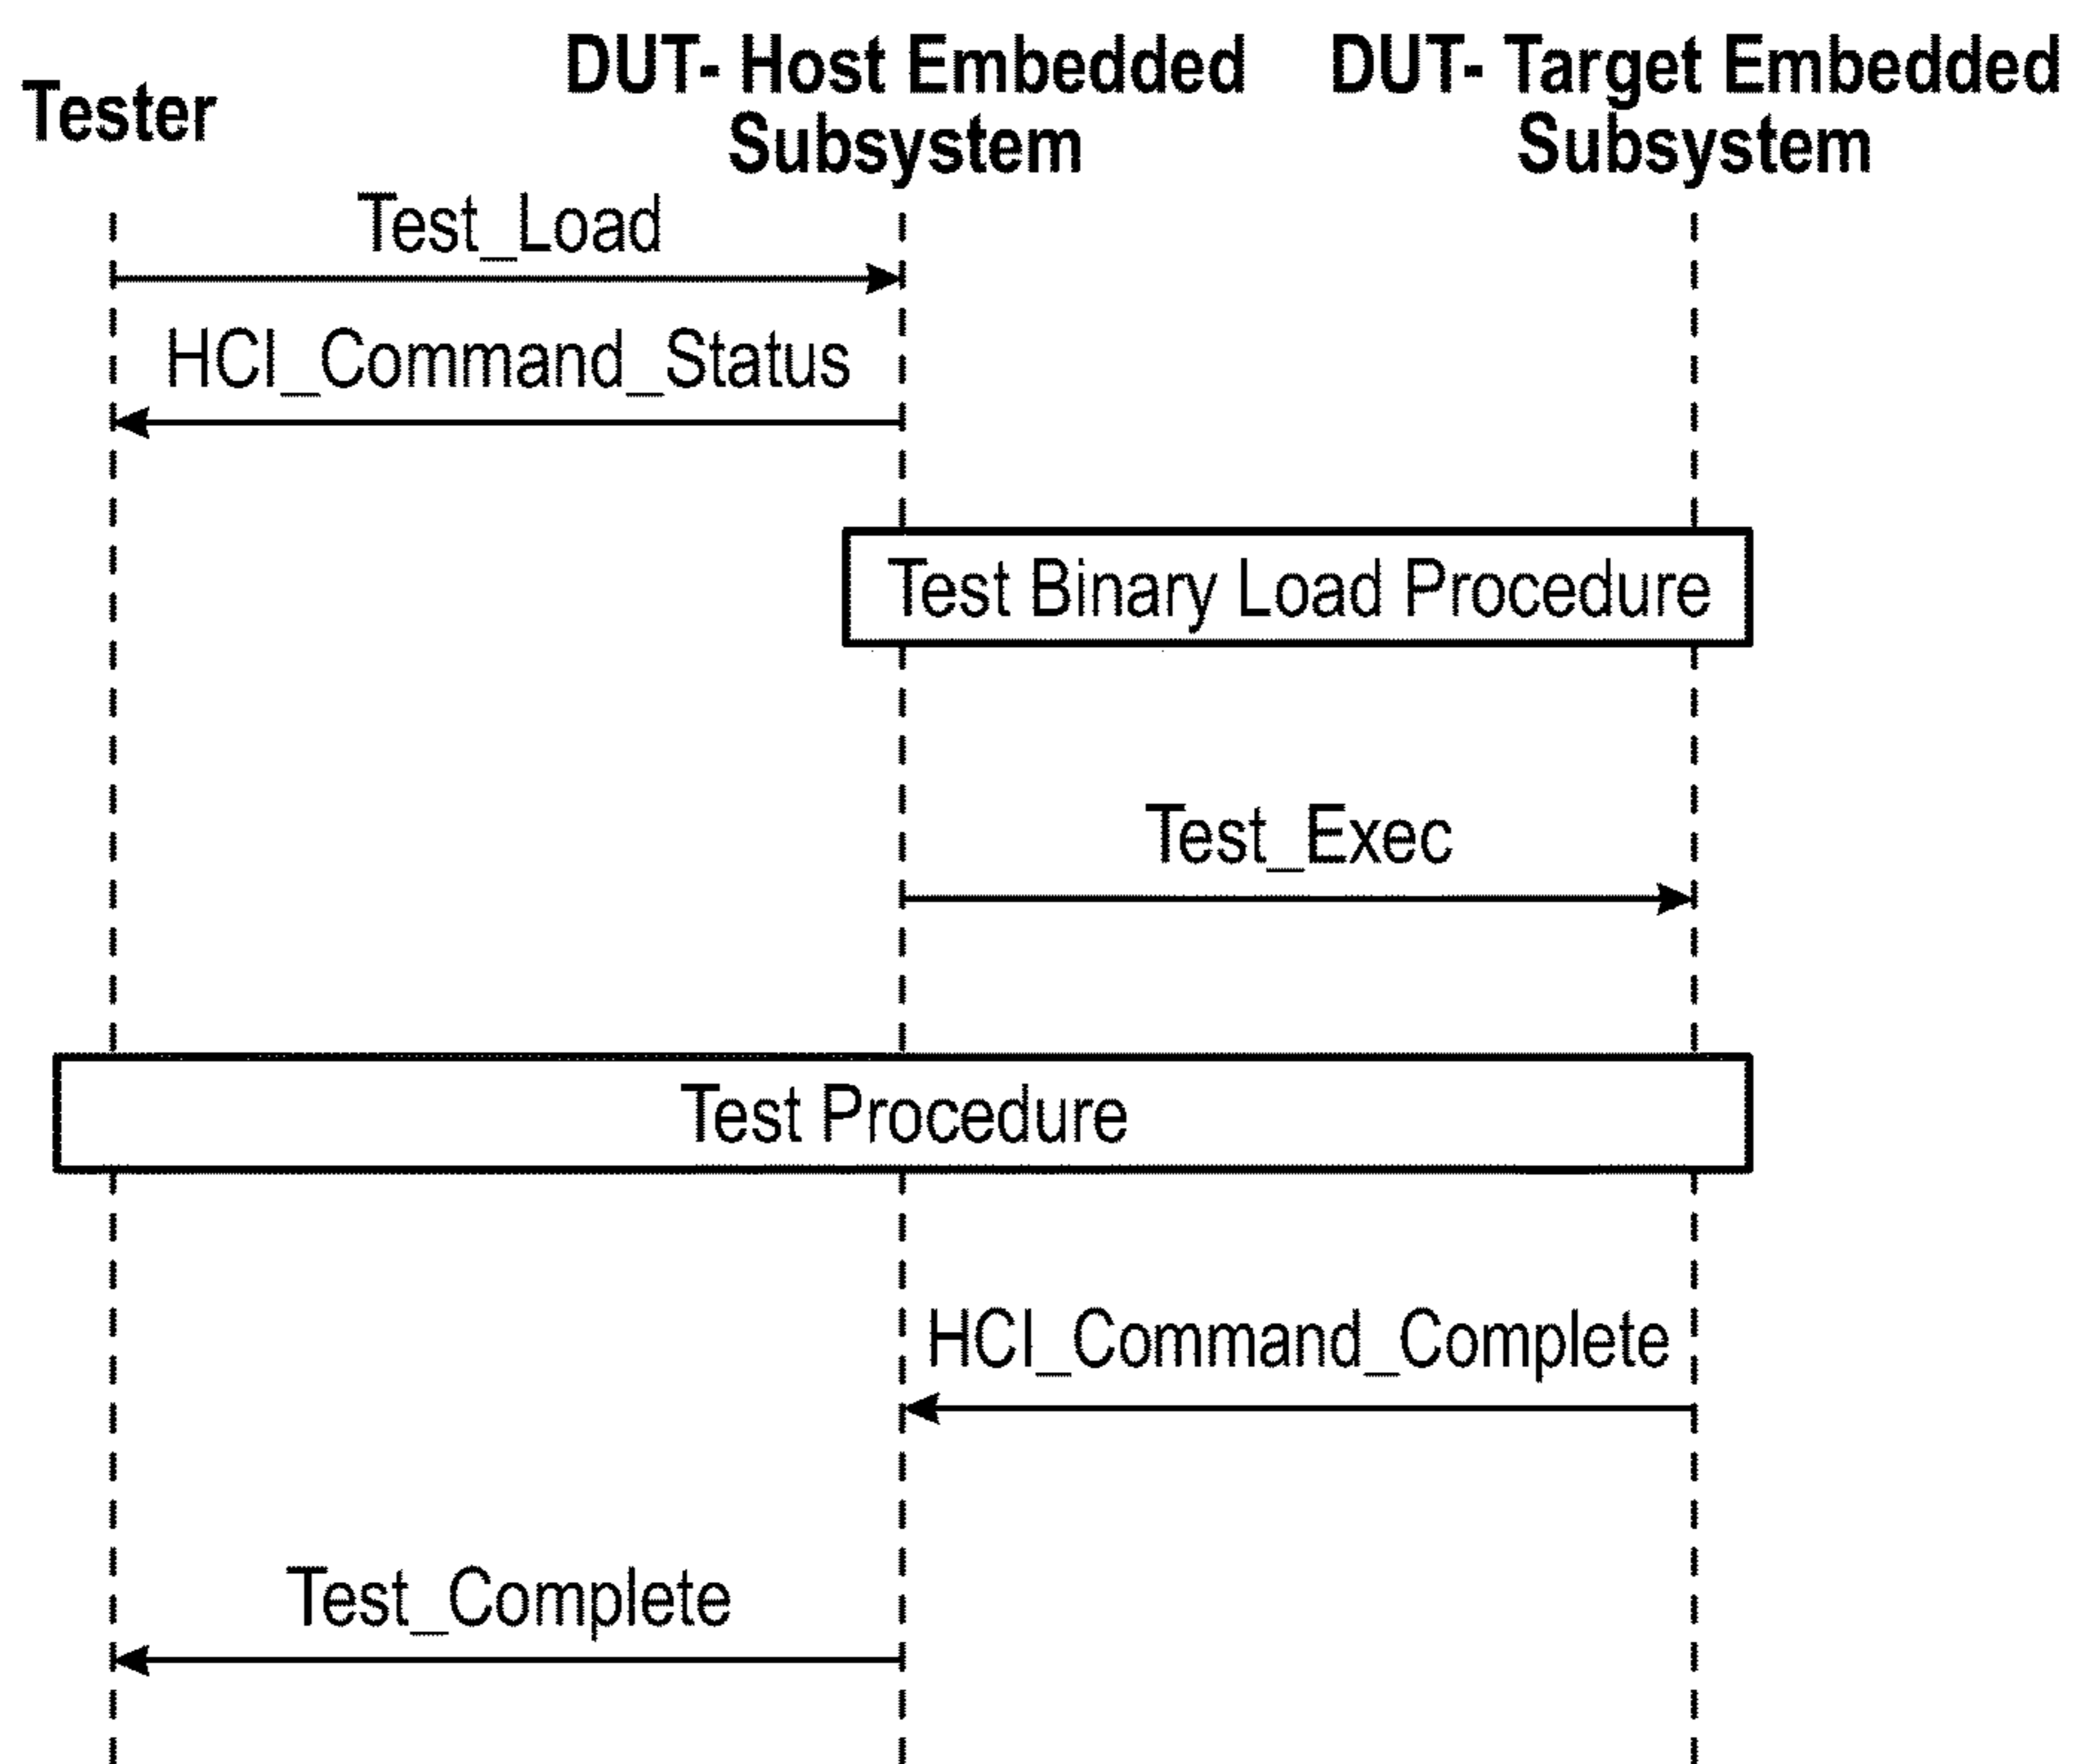 Tester
DUT- Host Embedded
Subsystem
DUT- Target Embedded
Subsystem
Test_Load
HCI_Command_Status
Test Binary Load Procedure
Test_Exec
Test Procedure
HCI_Command_Complete
Test_Complete